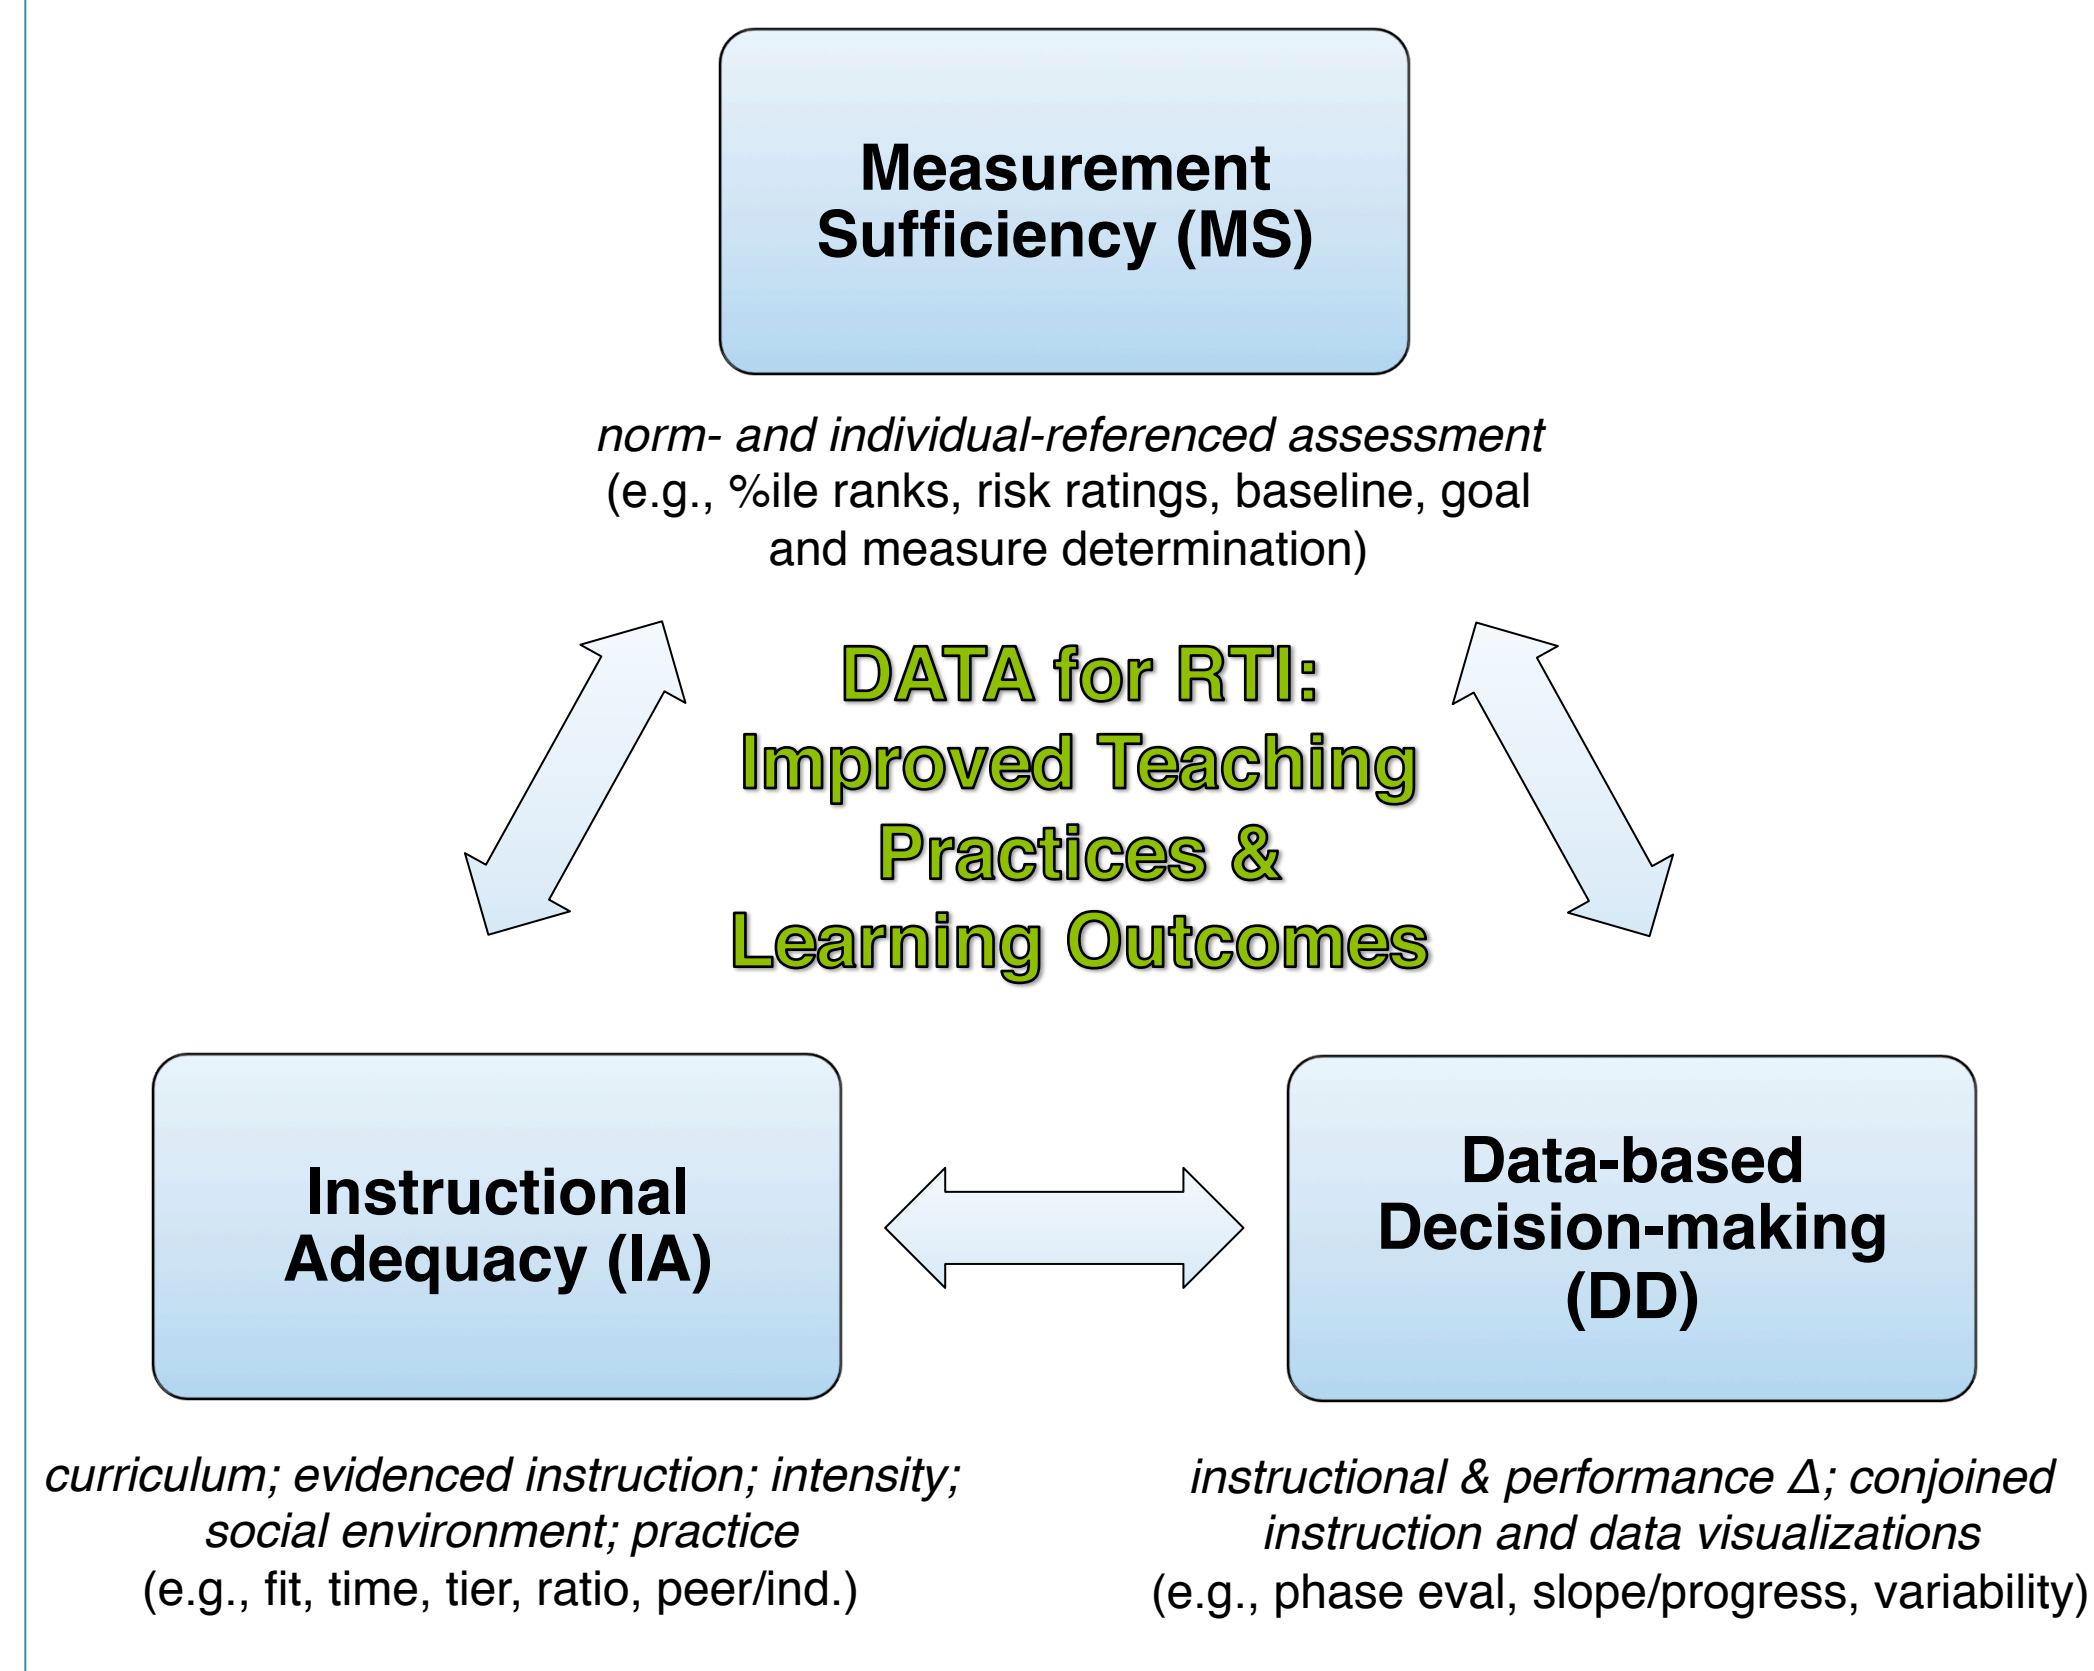 Measurement
Sufficiency (MS)
norm- and individual-referenced assessment
(e.g., %ile ranks, risk ratings, baseline, goal
and measure determination)
DATA for RTI:
Improved Teaching
Practices &
Learning Outcomes
Instructional
Adequacy (IA)
Data-based
Decision-making
(DD)
curriculum; evidenced instruction; intensity;
social environment; practice
(e.g., fit, time, tier, ratio, peer/ind.)
instructional & performance Δ; conjoined
instruction and data visualizations
(e.g., phase eval, slope/progress, variability)